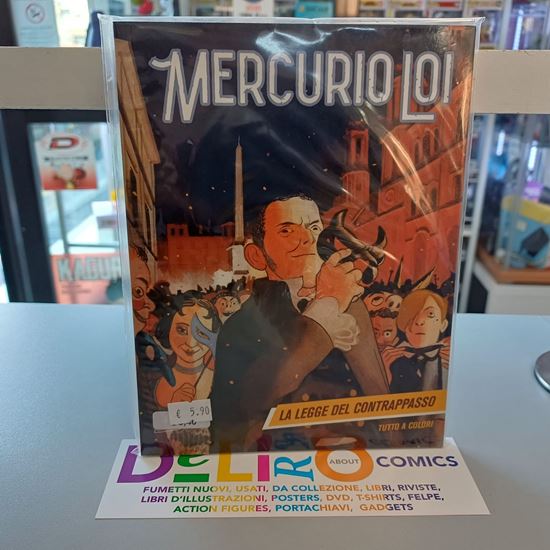 MERCURIO LOI
KAGUR
LA LEGGE DEL CONTRAPPASSO
TUTTO A COLORI
€ 5.90
DELIRO ABOUT COMICS
FUMETTI NUOVI, USATI, DA COLLEZIONE, LIBRI, RIVISTE,
LIBRI D'ILLUSTRAZIONI, POSTERS, DVD, T-SHIRTS, FELPE,
ACTION FIGURES, PORTACHIAVI, GADGETS